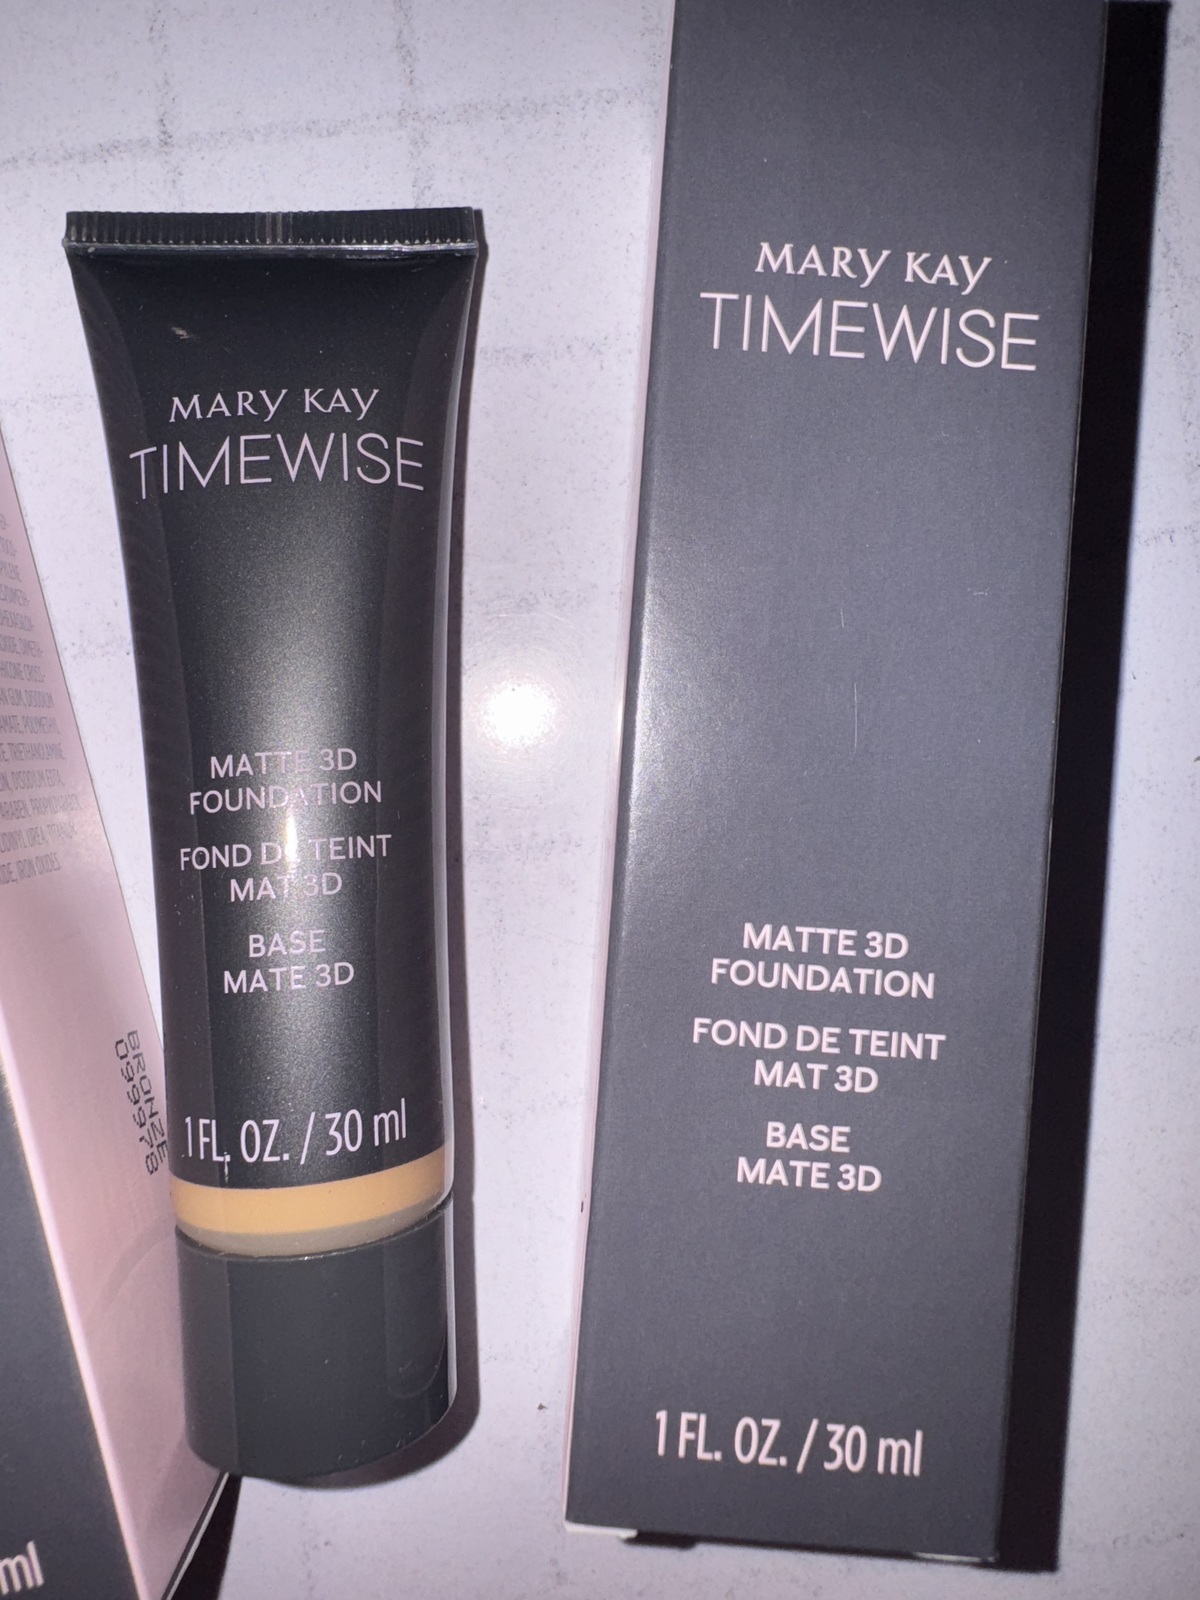 MARY KAY
TIMEWISE
MATTE 3D
FOUNDATION
FOND DE TEINT
MAT 3D
BASE
MATE 3D
1 FL. OZ. / 30 ml
MARY KAY
TIMEWISE
MATTE 3D
FOUNDATION
FOND DE TEINT
MAT 3D
BASE
MATE 3D
1 FL. OZ. / 30 ml
BRONZE
ml